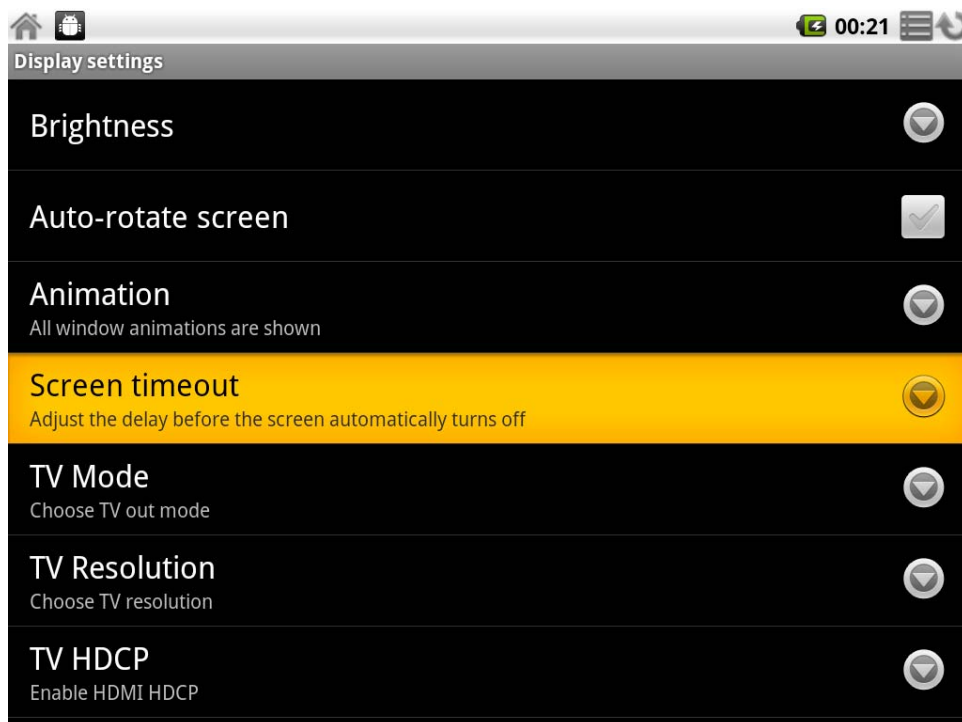 00:21
Display settings
Brightness
Auto-rotate screen
Animation
All window animations are shown
Screen timeout
Adjust the delay before the screen automatically turns off
TV Mode
Choose TV out mode
TV Resolution
Choose TV resolution
TV HDCP
Enable HDMI HDCP